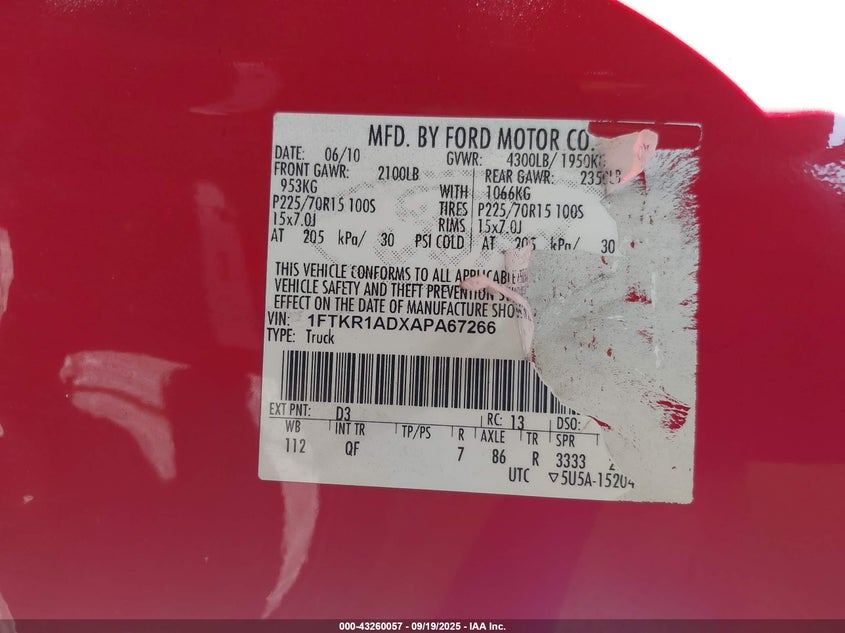 MFD. BY FORD MOTOR CO.
DATE: 06/10 GVWR: 4300LB/ 1950KG
FRONT GAWR: 2100LB REAR GAWR: 2350LB
953KG WITH 1066KG
P225/70R15 100S TIRES P225/70R15 100S
15x7.0J RIMS 15x7.0J
AT 205 kPa/ 30 PSI COLD AT 205 kPa/ 30
THIS VEHICLE CONFORMS TO ALL APPLICABLE
VEHICLE SAFETY AND THEFT PREVENTION
EFFECT ON THE DATE OF MANUFACTURE
VIN: 1FTKR1ADXAPA67266
TYPE: Truck
EXT PNT: D3 RC: 13 DSO:
WB INT TR TP/PS R AXLE TR SPR
112 QF 7 86 R 3333
UTC ▽5U5A-15204
000-43260057 - 09/19/2025 - IAA Inc.